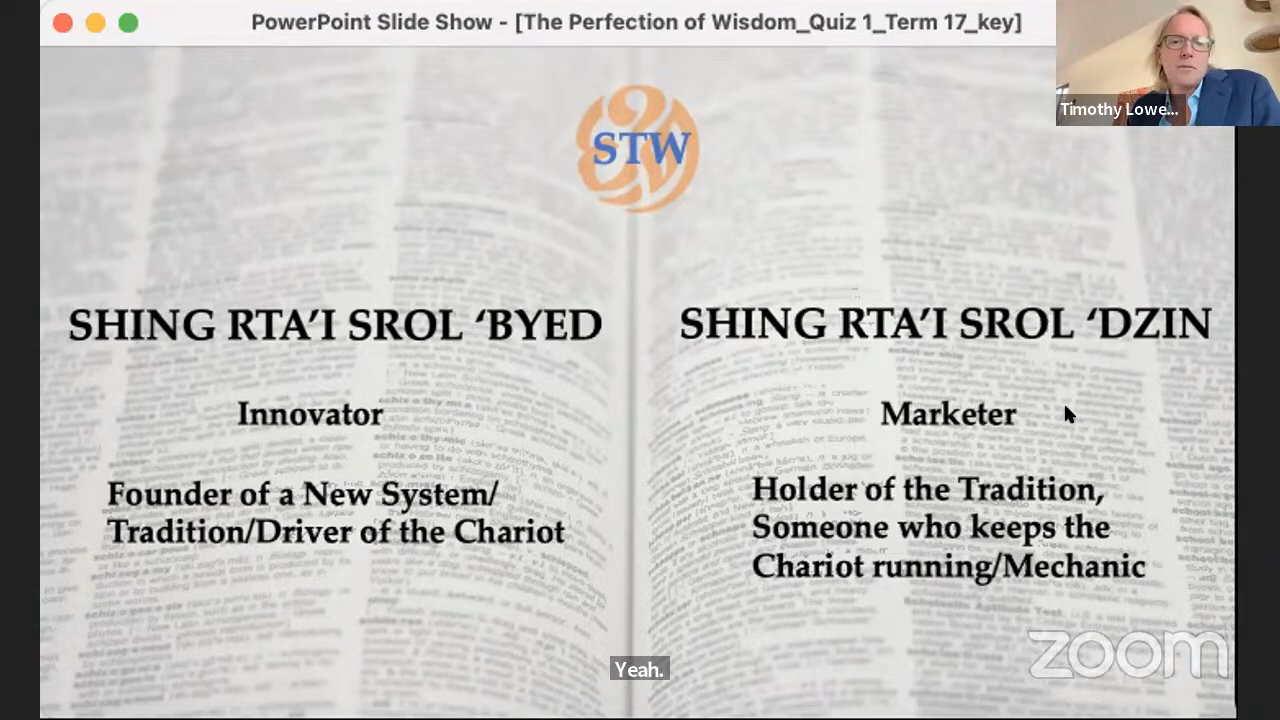 PowerPoint Slide Show - [The Perfection of Wisdom_Quiz 1_Term 17_key]
Timothy Lowe...
STW
SHING RTA’I SROL ‘BYED
Innovator
Founder of a New System/
Tradition/Driver of the Chariot
SHING RTA’I SROL ‘DZIN
Marketer
Holder of the Tradition,
Someone who keeps the
Chariot running/Mechanic
Yeah.
zoom